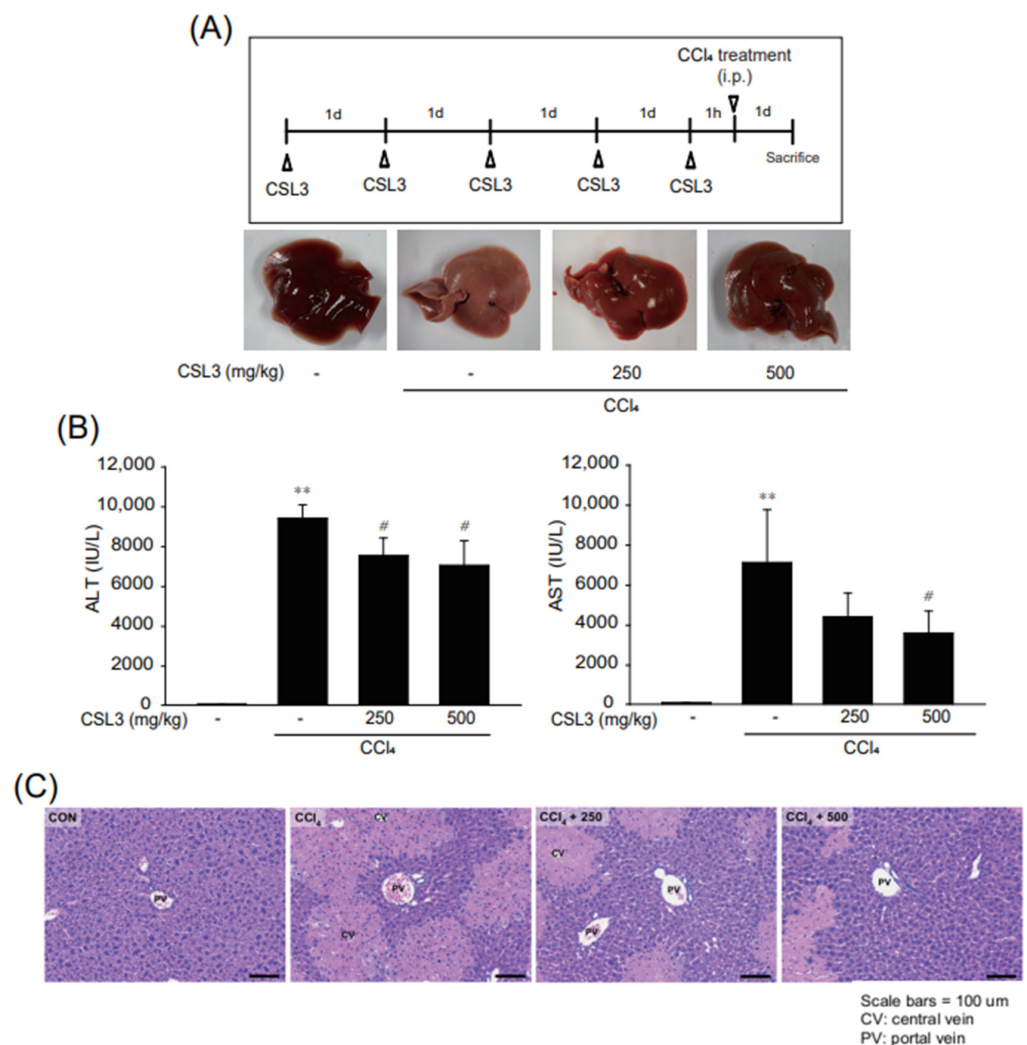 (A)
CCl₄ treatment
(i.p.)
1d 1d 1d 1d 1h 1d
Sacrifice
CSL3 CSL3 CSL3 CSL3 CSL3
CSL3 (mg/kg) - - 250 500
CCl₄
(B)
ALT (IU/L)
12,000
10,000
8000
6000
4000
2000
0
** # #
CSL3 (mg/kg) - - 250 500
CCl₄
AST (IU/L)
12,000
10,000
8000
6000
4000
2000
0
** #
CSL3 (mg/kg) - - 250 500
CCl₄
(C)
CON
PV
CCl₄
CV
PV
CV
CCl₄ + 250
CV
PV
PV
CCl₄ + 500
PV
Scale bars = 100 um
CV: central vein
PV: portal vein